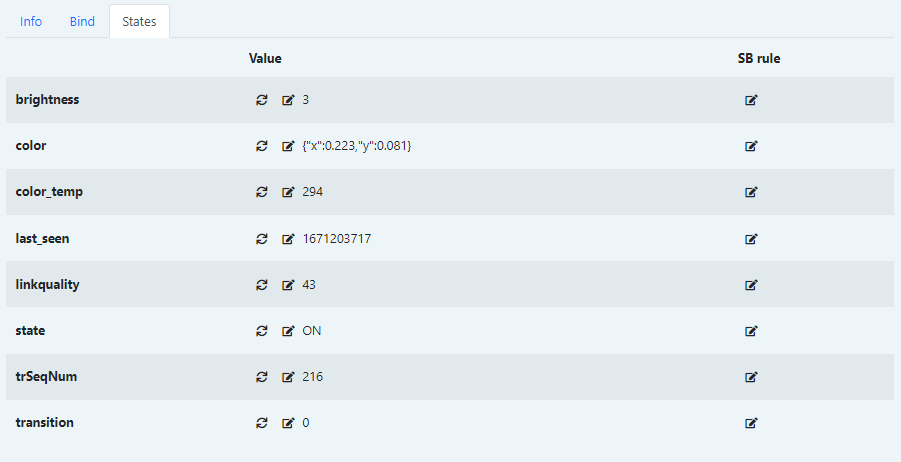 Info Bind States
Value SB rule
brightness 3
color {"x":0.223,"y":0.081}
color_temp 294
last_seen 1671203717
linkquality 43
state ON
trSeqNum 216
transition 0